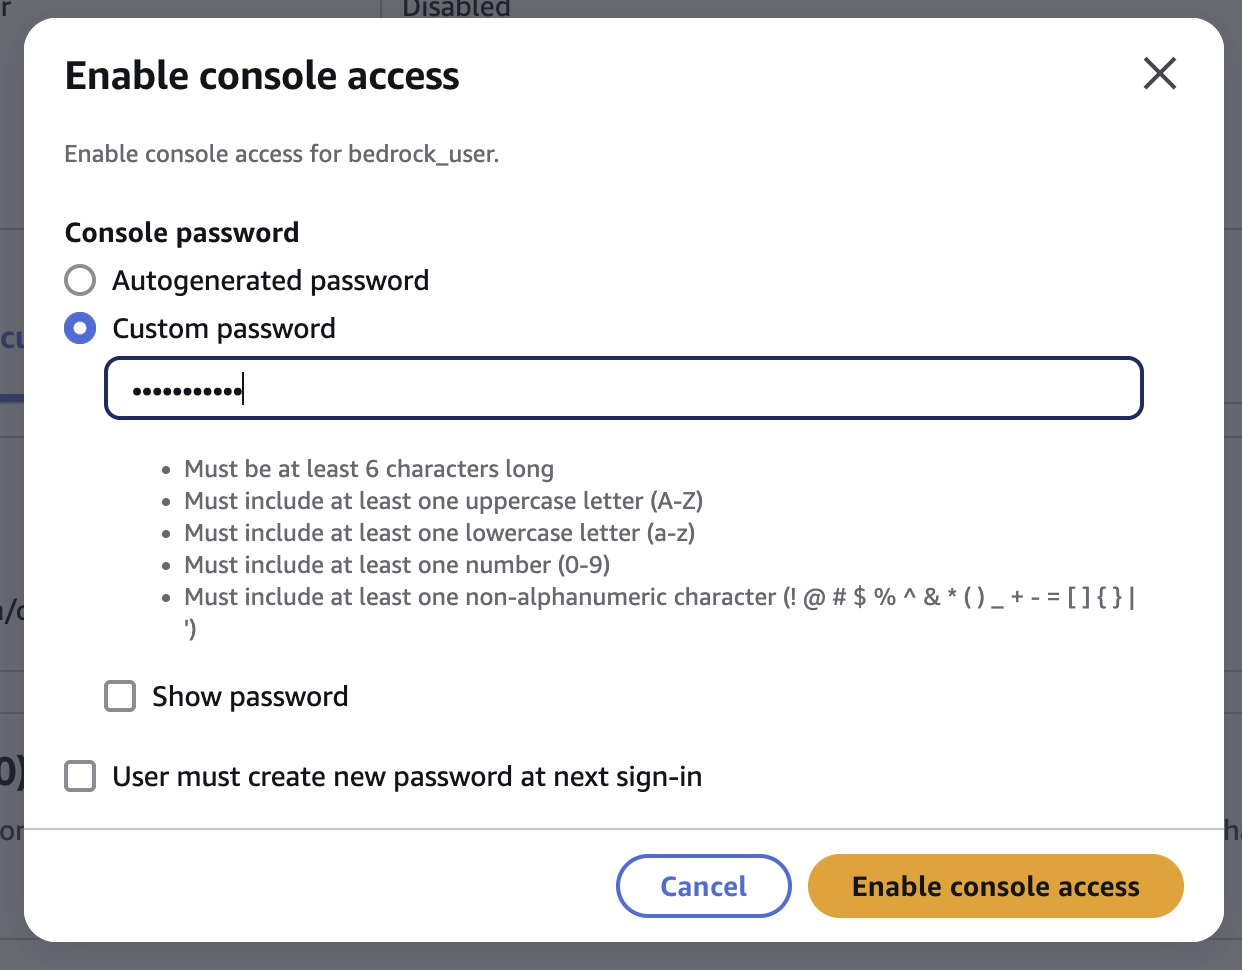 Disabled
Enable console access
Enable console access for bedrock_user.
Console password
Autogenerated password
Custom password
•••••••••••
Must be at least 6 characters long
Must include at least one uppercase letter (A-Z)
Must include at least one lowercase letter (a-z)
Must include at least one number (0-9)
Must include at least one non-alphanumeric character (! @ # $ % ^ & * ( ) _ + - = [ ] { } |
')
Show password
User must create new password at next sign-in
Cancel
Enable console access